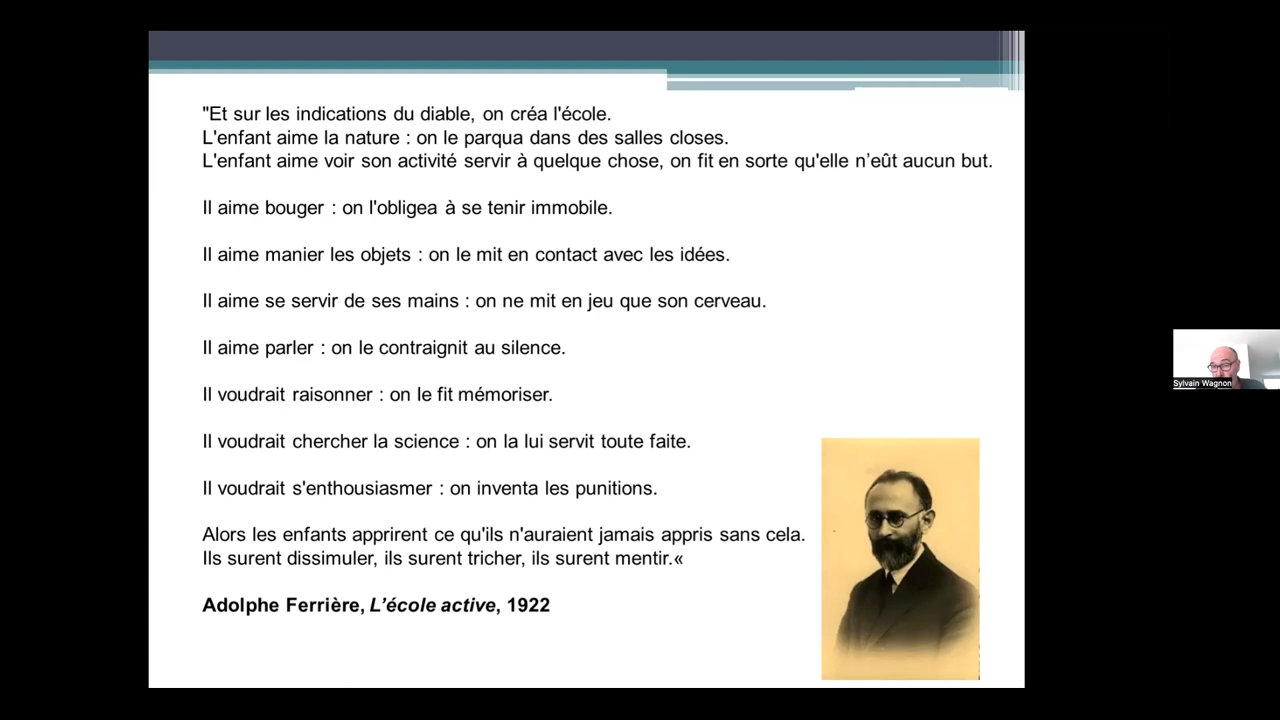 "Et sur les indications du diable, on créa l'école.
L'enfant aime la nature : on le parqua dans des salles closes.
L'enfant aime voir son activité servir à quelque chose, on fit en sorte qu'elle n’eût aucun but.
Il aime bouger : on l'obligea à se tenir immobile.
Il aime manier les objets : on le mit en contact avec les idées.
Il aime se servir de ses mains : on ne mit en jeu que son cerveau.
Il aime parler : on le contraignit au silence.
Il voudrait raisonner : on le fit mémoriser.
Il voudrait chercher la science : on la lui servit toute faite.
Il voudrait s'enthousiasmer : on inventa les punitions.
Alors les enfants apprirent ce qu'ils n'auraient jamais appris sans cela.
Ils surent dissimuler, ils surent tricher, ils surent mentir.«
Adolphe Ferrière, L’école active, 1922
Sylvain Wagnon